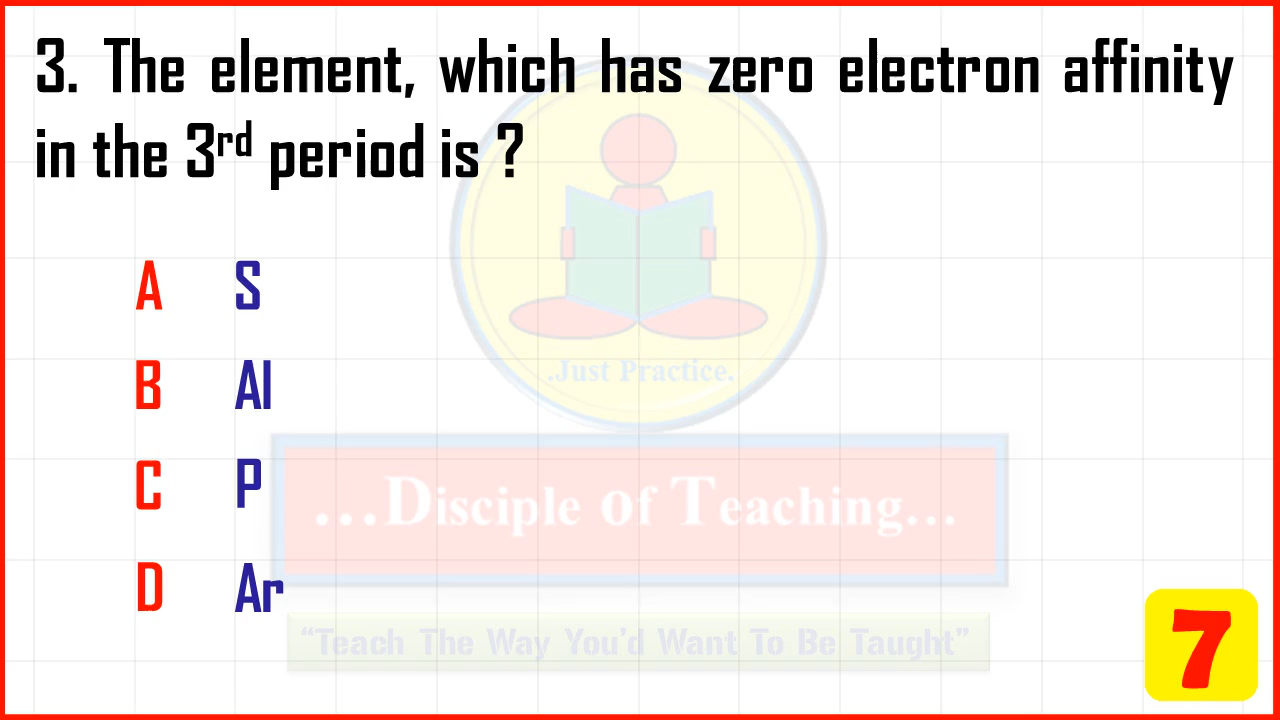 3. The element, which has zero electron affinity
in the 3rd period is ?
A S
B Al
C P
D Ar
.Just Practice.
...Disciple of Teaching...
“Teach The Way You’d Want To Be Taught”
7